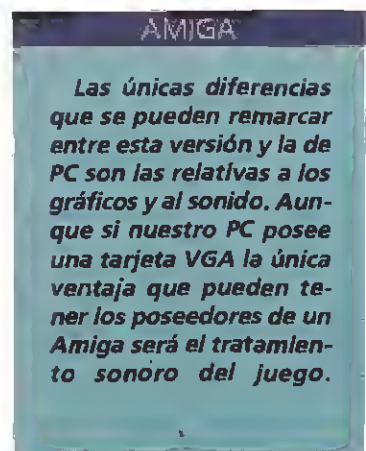 AMIGA
Las únicas diferencias
que se pueden remarcar
entre esta versión y la de
PC son las relativas a los
gráficos y al sonido. Aun-
que si nuestro PC posee
una tarjeta VGA la única
ventaja que pueden te-
ner los poseedores de un
Amiga será el tratamien-
to sonoro del juego.